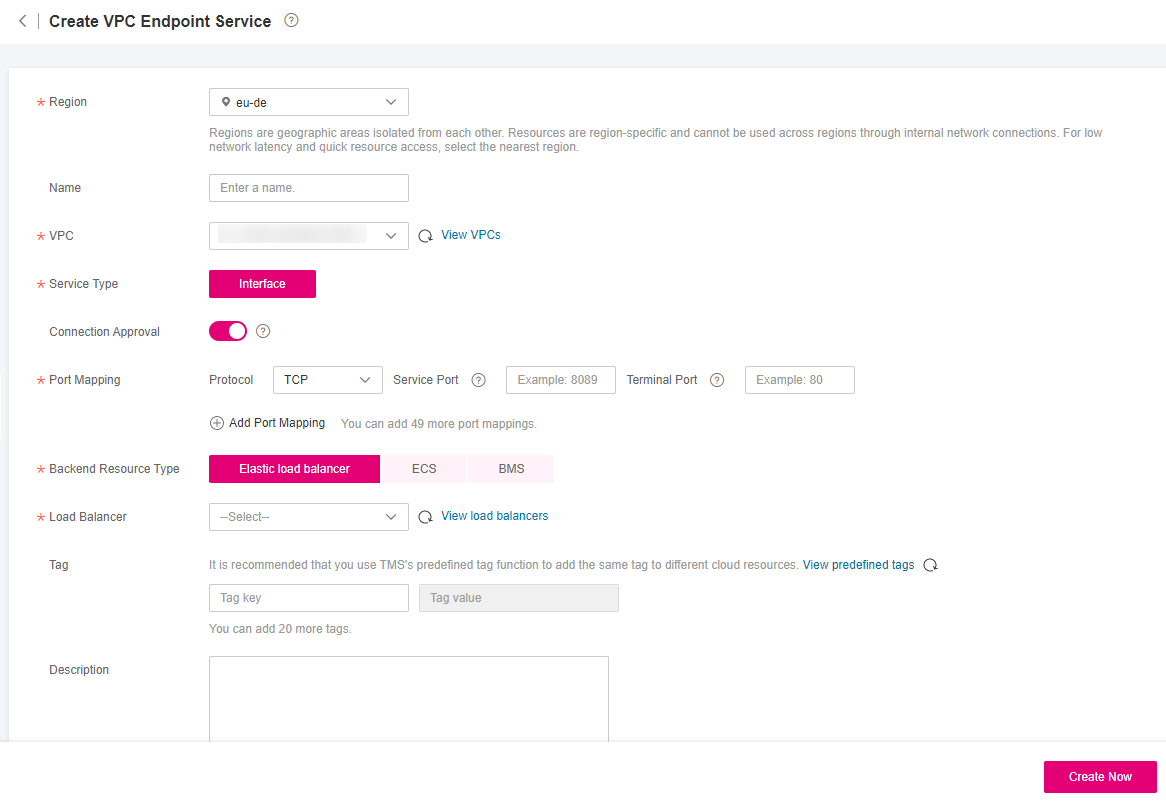 Create VPC Endpoint Service ?
* Region eu-de
Regions are geographic areas isolated from each other. Resources are region-specific and cannot be used across regions through internal network connections. For low
network latency and quick resource access, select the nearest region.
Name Enter a name.
* VPC View VPCs
* Service Type Interface
Connection Approval ?
* Port Mapping Protocol TCP Service Port ? Example: 8089 Terminal Port ? Example: 80
Add Port Mapping You can add 49 more port mappings.
* Backend Resource Type Elastic load balancer ECS BMS
* Load Balancer --Select-- View load balancers
Tag It is recommended that you use TMS's predefined tag function to add the same tag to different cloud resources. View predefined tags
Tag key Tag value
You can add 20 more tags.
Description
Create Now